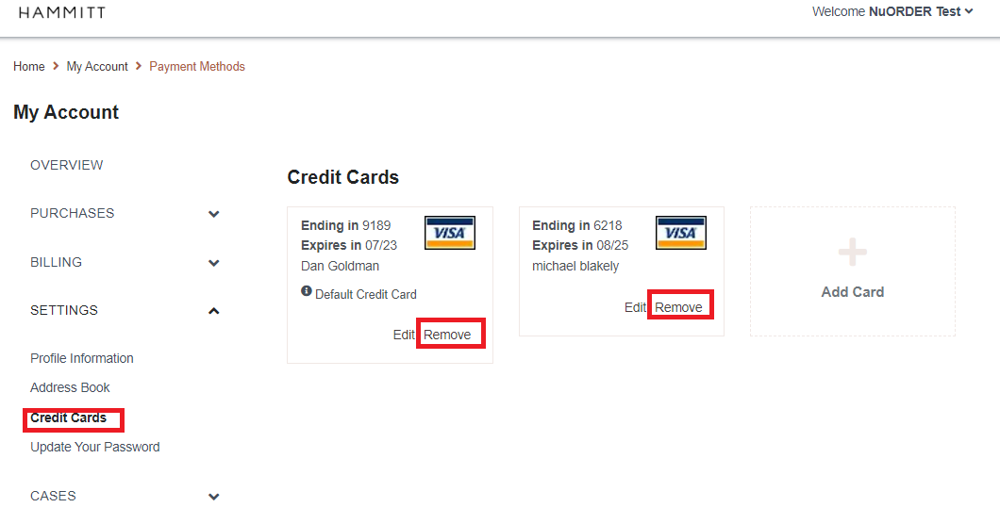 HAMMITT
Welcome NuORDER Test
Home > My Account > Payment Methods
My Account
OVERVIEW
PURCHASES
BILLING
SETTINGS
Profile Information
Address Book
Credit Cards
Update Your Password
CASES
Credit Cards
Ending in 9189
VISA
Expires in 07/23
Dan Goldman
Default Credit Card
Edit Remove
Ending in 6218
VISA
Expires in 08/25
michael blakely
Edit Remove
Add Card